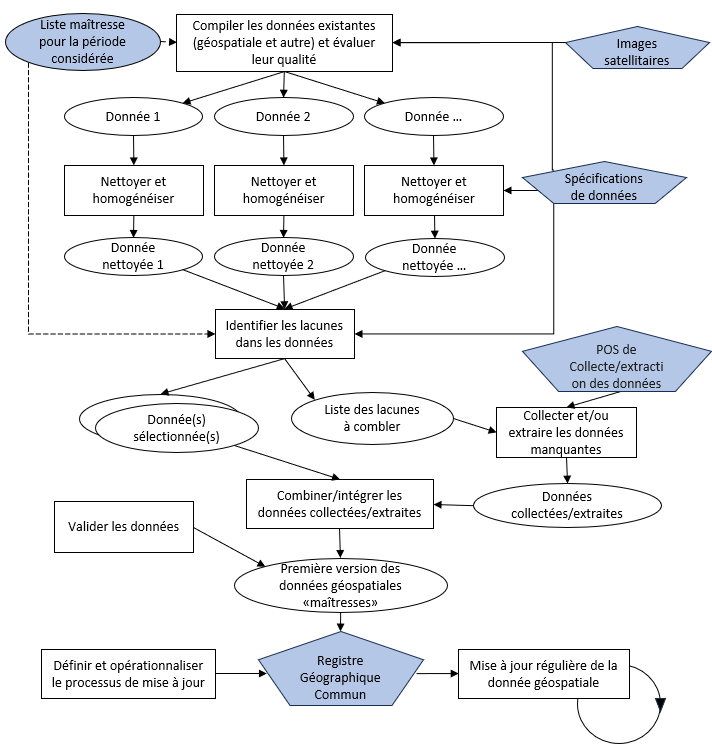 Liste maîtresse
pour la période
considérée
Compiler les données existantes
(géospatiale et autre) et évaluer
leur qualité
Images
satellitaires
Donnée 1
Donnée 2
Donnée ...
Nettoyer et
homogénéiser
Nettoyer et
homogénéiser
Nettoyer et
homogénéiser
Spécifications
de données
Donnée
nettoyée 1
Donnée
nettoyée 2
Donnée
nettoyée ...
Identifier les lacunes
dans les données
POS de
Collecte/extracti
on des données
Donnée(s)
sélectionnée(s)
Liste des lacunes
à combler
Collecter et/ou
extraire les données
manquantes
Combiner/intégrer les
données collectées/extraites
Données
collectées/extraites
Valider les données
Première version des
données géospatiales
«maîtresses»
Définir et opérationnaliser
le processus de mise à jour
Registre
Géographique
Commun
Mise à jour régulière de la
donnée géospatiale